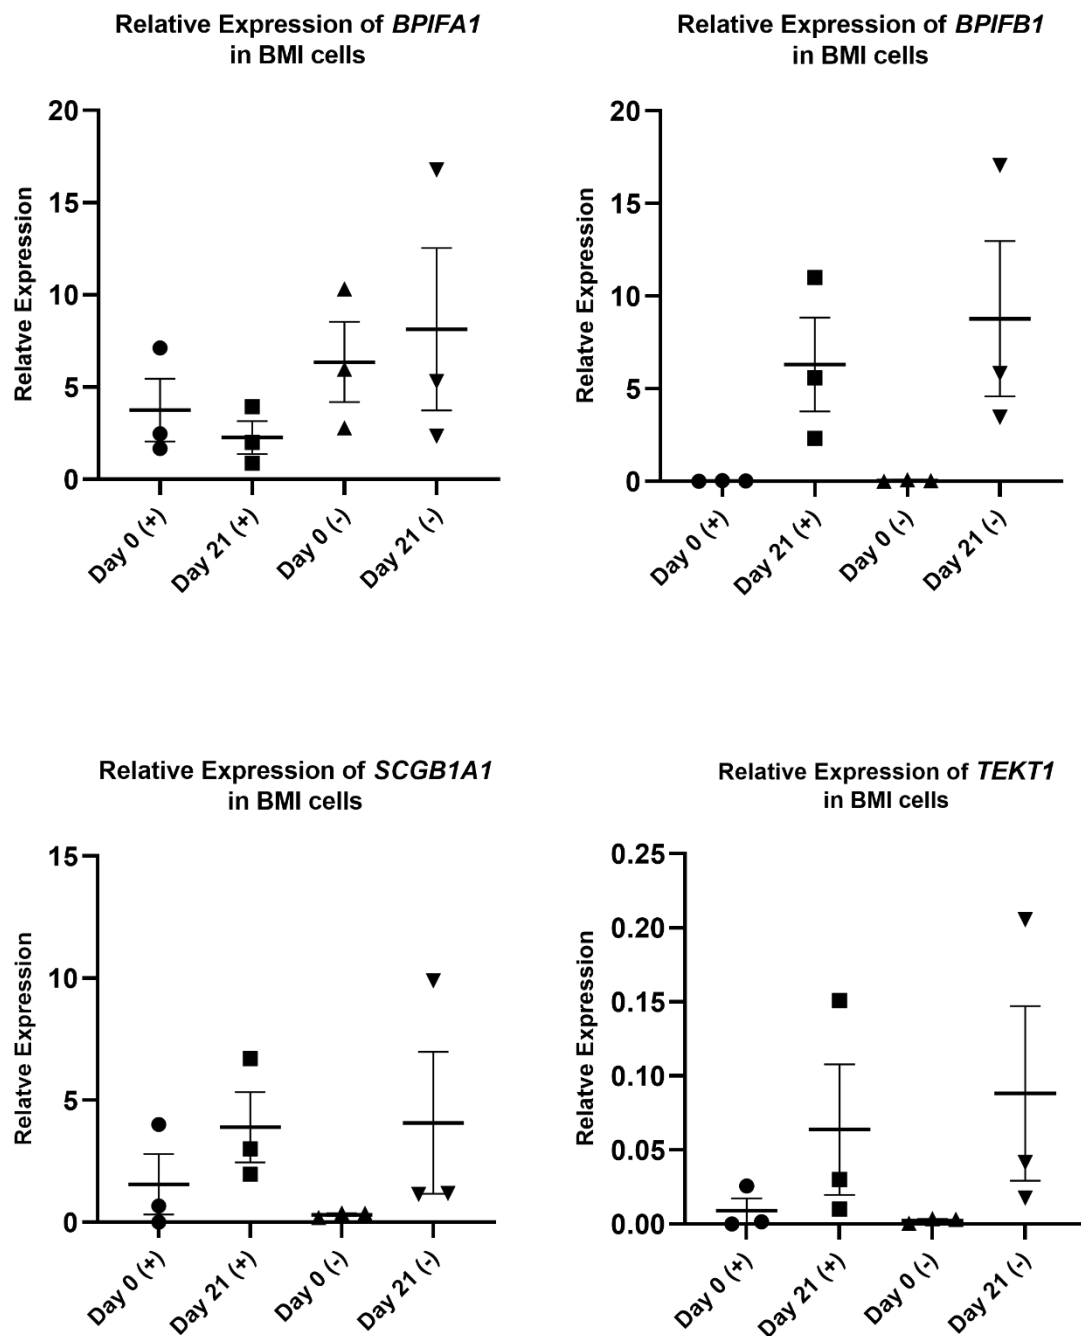 Relative Expression of BPIFA1
in BMI cells
Relatve Expression
20
15
10
5
0
Day 0 (+)
Day 21 (+)
Day 0 (-)
Day 21 (-)
Relative Expression of BPIFB1
in BMI cells
Relatve Expression
20
15
10
5
0
Day 0 (+)
Day 21 (+)
Day 0 (-)
Day 21 (-)
Relative Expression of SCGB1A1
in BMI cells
Relatve Expression
15
10
5
0
Day 0 (+)
Day 21 (+)
Day 0 (-)
Day 21 (-)
Relative Expression of TEKT1
in BMI cells
Relatve Expression
0.25
0.20
0.15
0.10
0.05
0.00
Day 0 (+)
Day 21 (+)
Day 0 (-)
Day 21 (-)